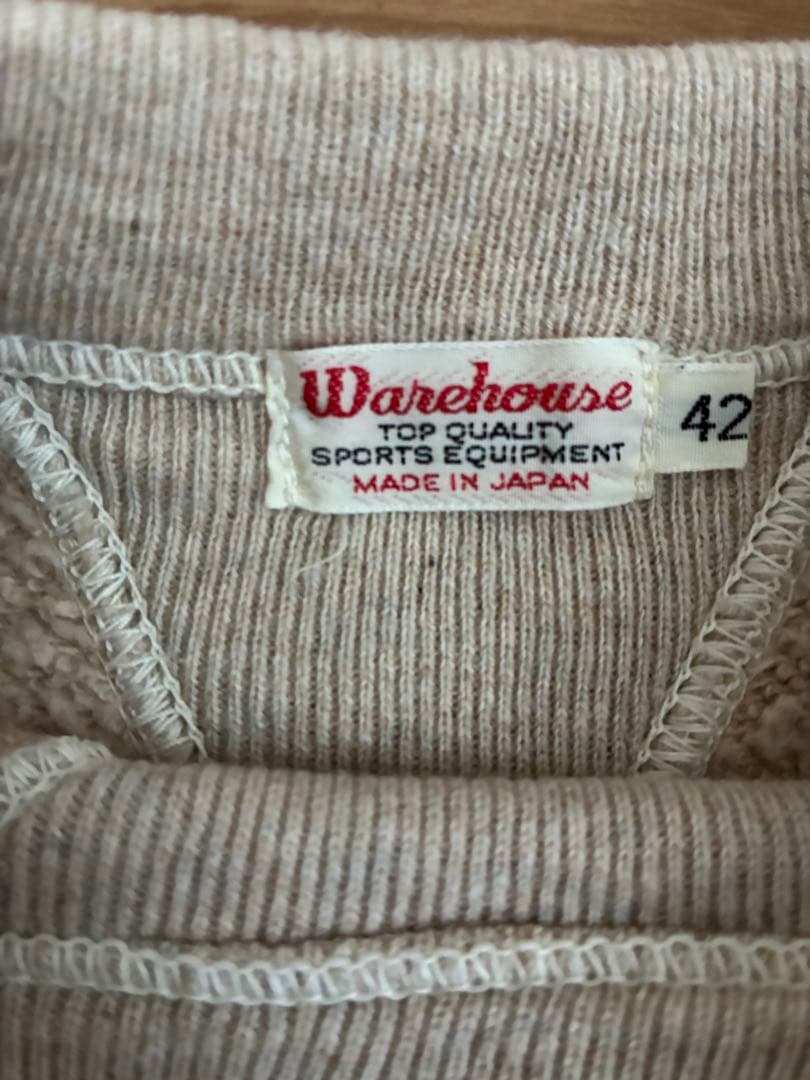 Warehouse
TOP QUALITY
SPORTS EQUIPMENT
MADE IN JAPAN
42